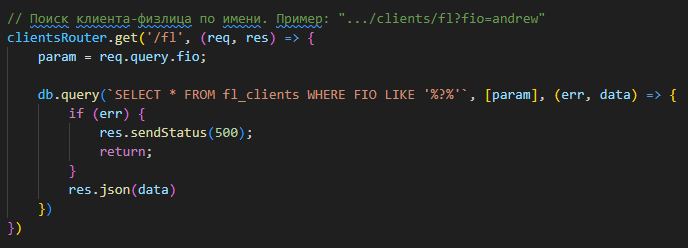 // Поиск клиента-физлица по имени. Пример: ".../clients/fl?fio=andrew"
clientsRouter.get('/fl', (req, res) => {
    param = req.query.fio;

    db.query(`SELECT * FROM fl_clients WHERE FIO LIKE '%?%'`, [param], (err, data) => {
        if (err) {
            res.sendStatus(500);
            return;
        }
        res.json(data)
    })
})